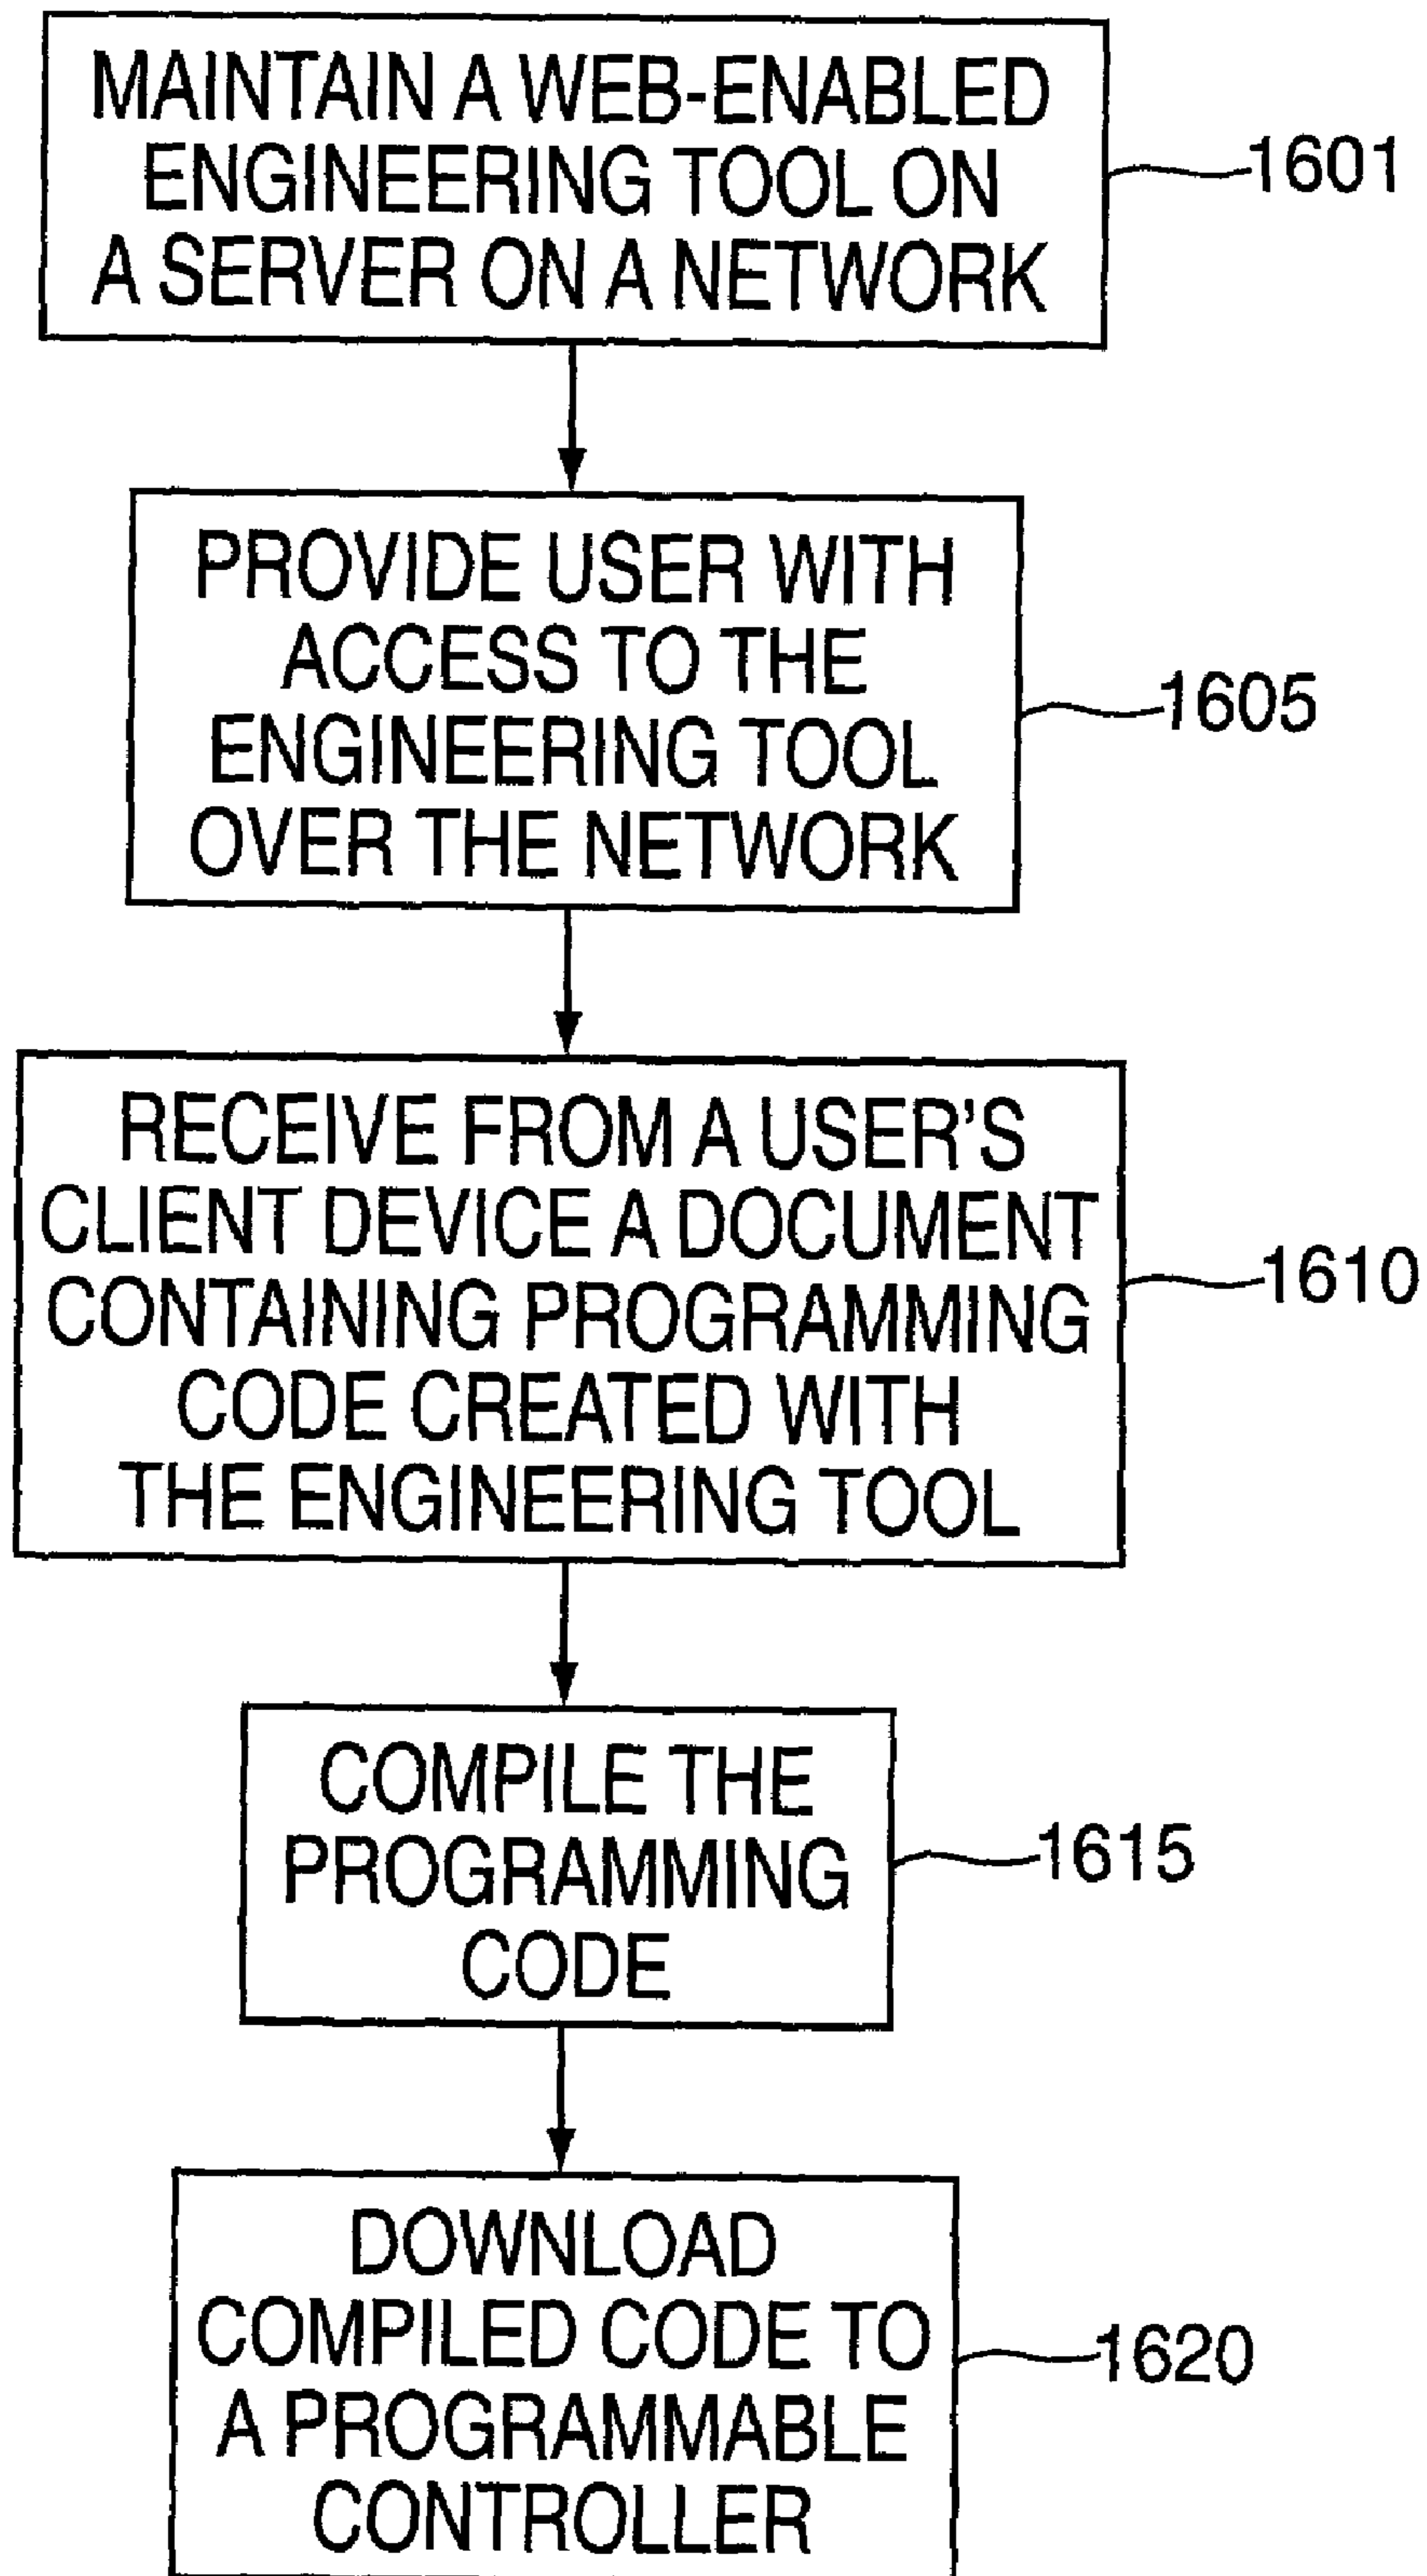 MAINTAIN A WEB-ENABLED
ENGINEERING TOOL ON
A SERVER ON A NETWORK
1601
PROVIDE USER WITH
ACCESS TO THE
ENGINEERING TOOL
OVER THE NETWORK
1605
RECEIVE FROM A USER'S
CLIENT DEVICE A DOCUMENT
CONTAINING PROGRAMMING
CODE CREATED WITH
THE ENGINEERING TOOL
1610
COMPILE THE
PROGRAMMING
CODE
1615
DOWNLOAD
COMPILED CODE TO
A PROGRAMMABLE
CONTROLLER
1620